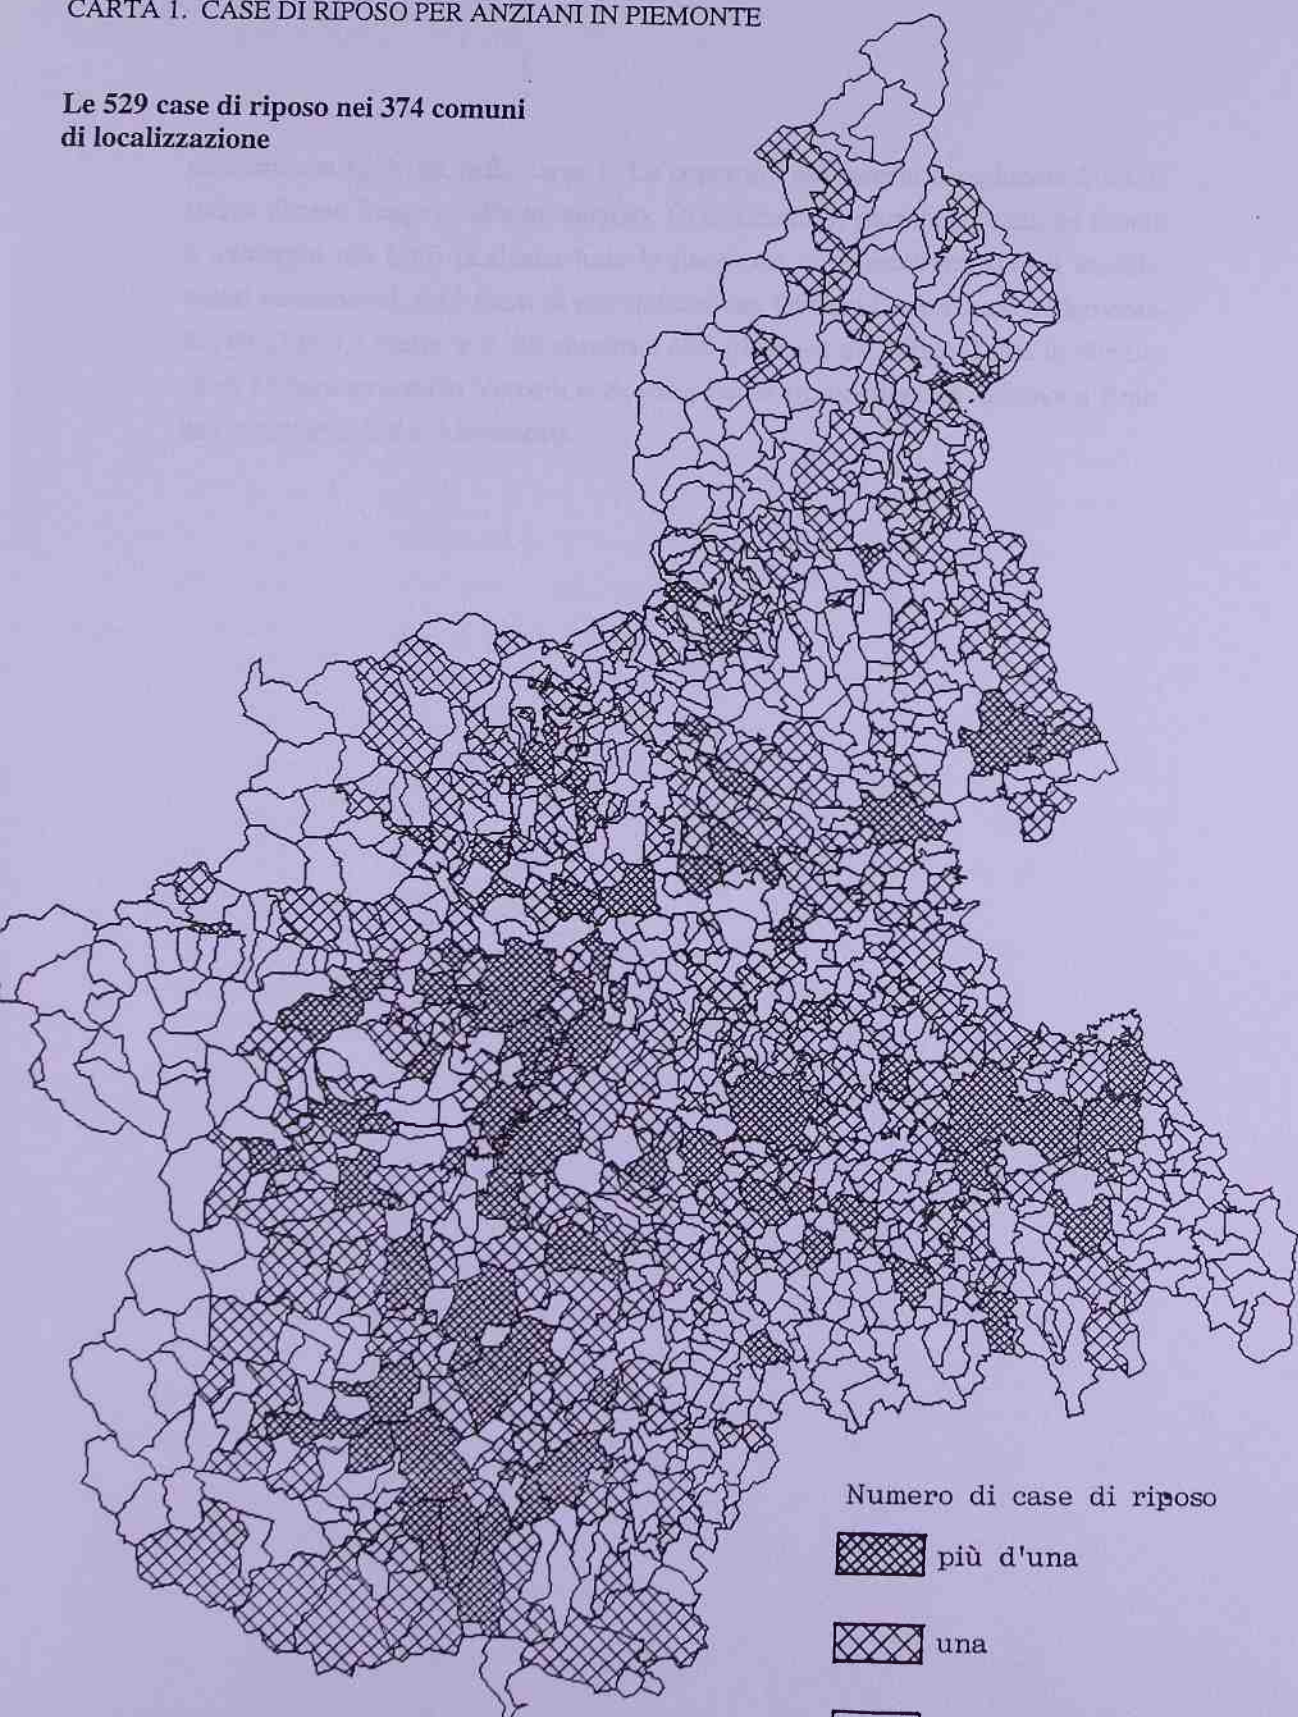 CARTA 1. CASE DI RIPOSO PER ANZIANI IN PIEMONTE
Le 529 case di riposo nei 374 comuni
di localizzazione
Numero di case di riposo
più d'una
una